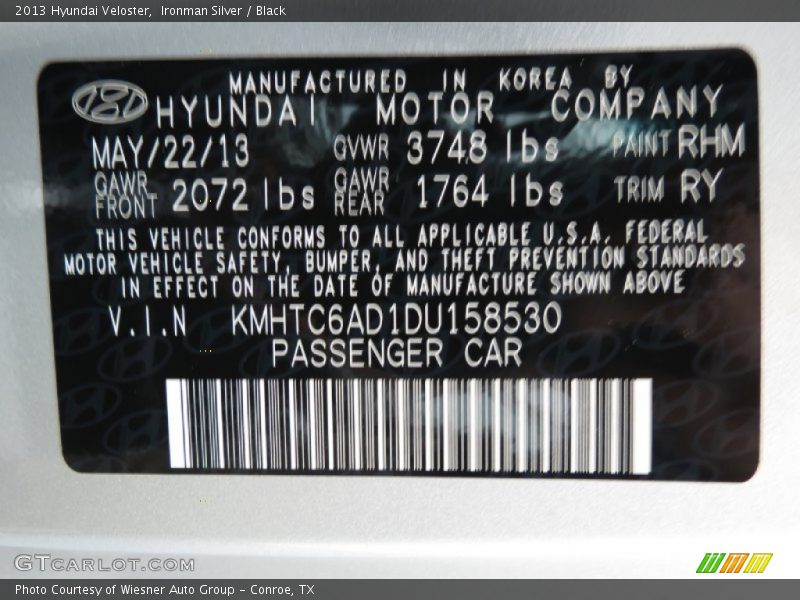 2013 Hyundai Veloster, Ironman Silver / Black
MANUFACTURED IN KOREA BY
HYUNDAI MOTOR COMPANY
MAY/22/13 GVWR 3748 lbs PAINT RHM
GAWR FRONT 2072 lbs GAWR REAR 1764 lbs TRIM RY
THIS VEHICLE CONFORMS TO ALL APPLICABLE U.S.A. FEDERAL
MOTOR VEHICLE SAFETY, BUMPER, AND THEFT PREVENTION STANDARDS
IN EFFECT ON THE DATE OF MANUFACTURE SHOWN ABOVE
V.I.N KMHTC6AD1DU158530
PASSENGER CAR
GTCARLOT.COM
Photo Courtesy of Wiesner Auto Group - Conroe, TX